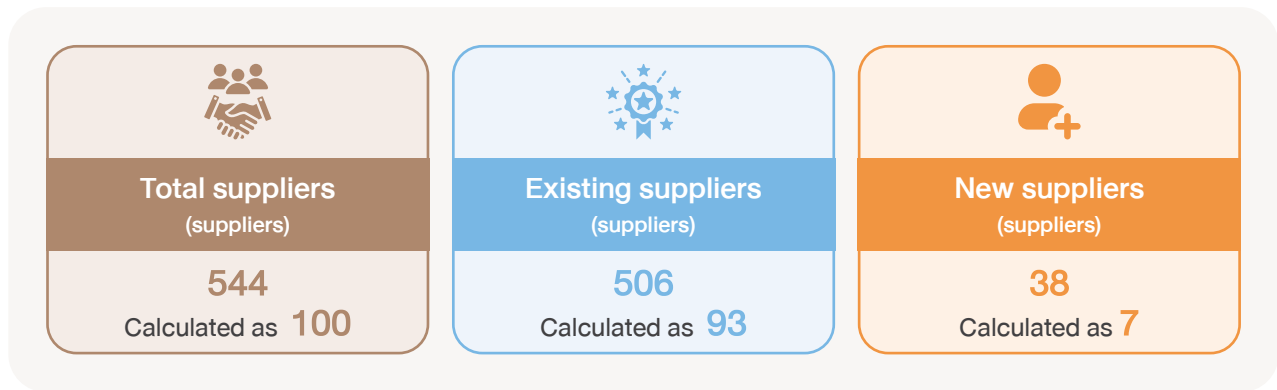 Total suppliers
(suppliers)
544
Calculated as 100
Existing suppliers
(suppliers)
506
Calculated as 93
New suppliers
(suppliers)
38
Calculated as 7